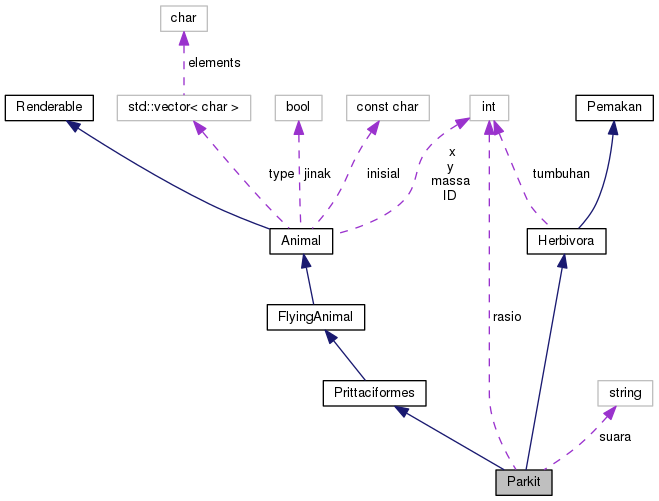 char
elements
Renderable
std::vector< char >
bool
const char
int
Pemakan
type
jinak
inisial
x
y
massa
ID
tumbuhan
Animal
Herbivora
FlyingAnimal
rasio
Prittaciformes
string
suara
Parkit